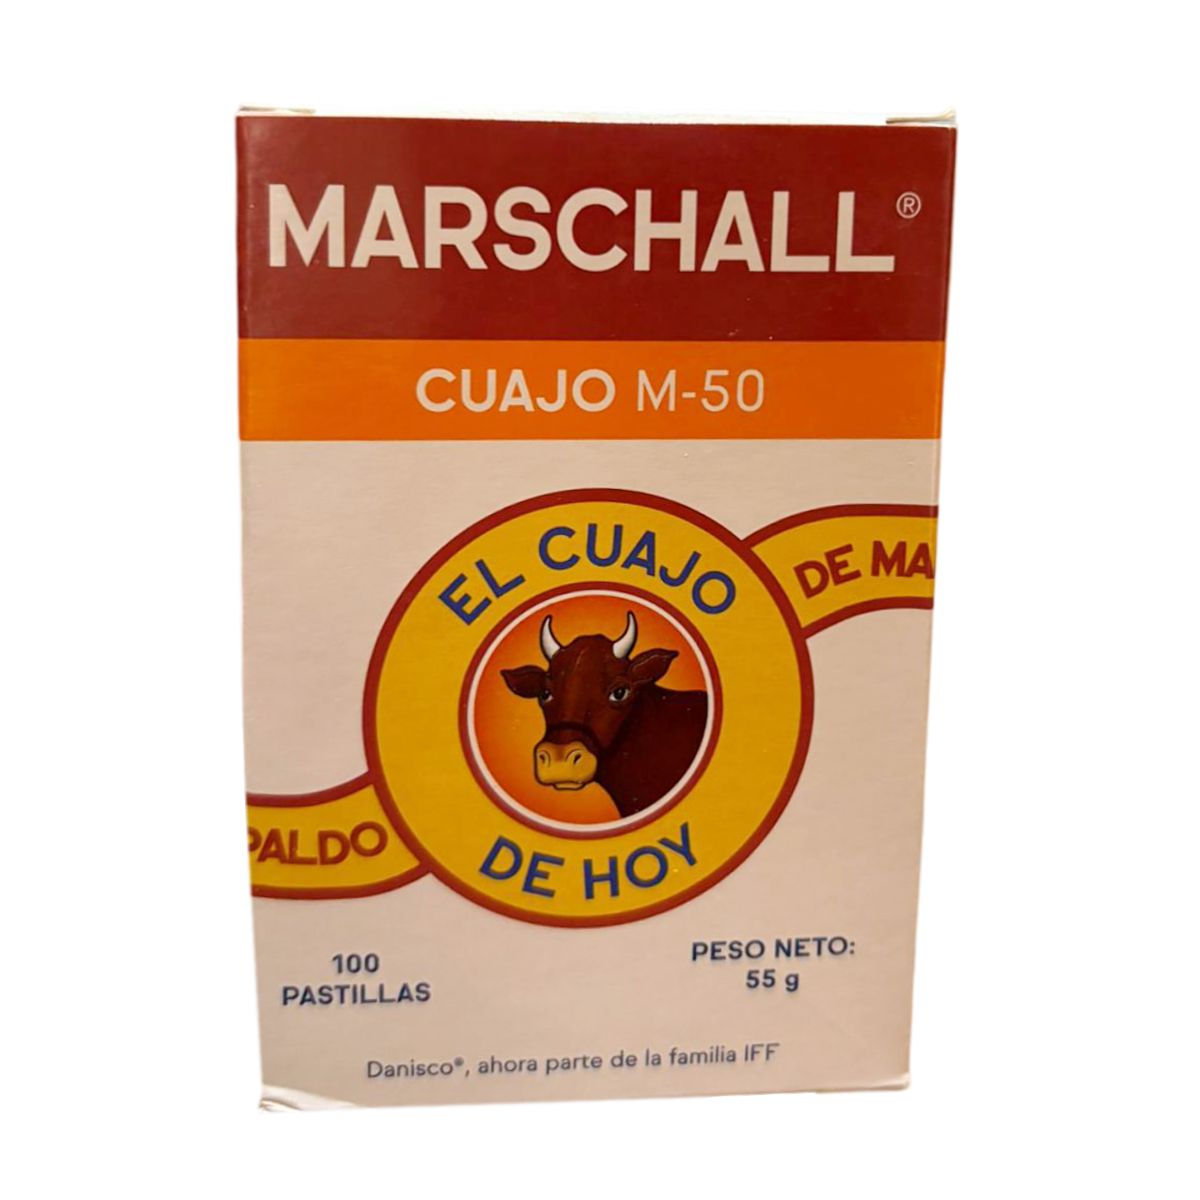 MARSCHALL®
CUAJO M-50
EL CUAJO
DE HOY
DE MA
PALDO
100
PASTILLAS
PESO NETO:
55 g
Danisco®, ahora parte de la familia IFF